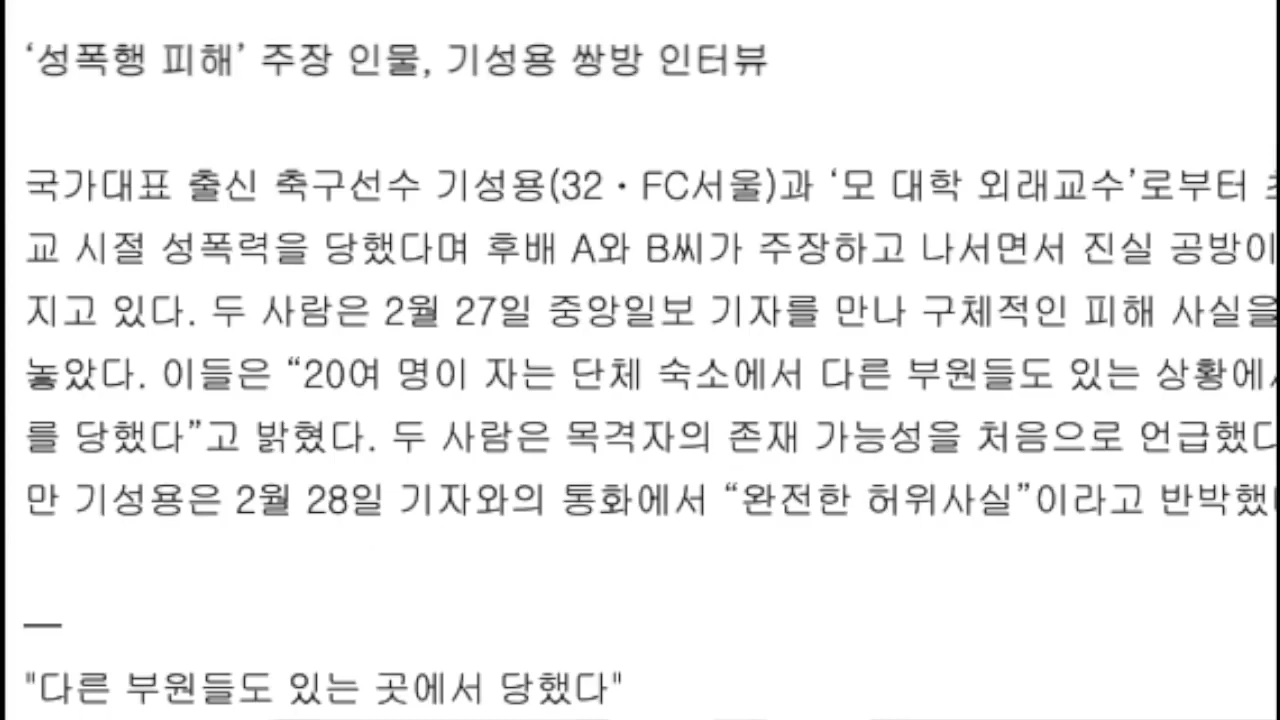 ‘성폭행 피해’ 주장 인물, 기성용 쌍방 인터뷰
국가대표 출신 축구선수 기성용(32・FC서울)과 ‘모 대학 외래교수’로부터
교 시절 성폭력을 당했다며 후배 A와 B씨가 주장하고 나서면서 진실 공방이
지고 있다. 두 사람은 2월 27일 중앙일보 기자를 만나 구체적인 피해 사실을
놓았다. 이들은 “20여 명이 자는 단체 숙소에서 다른 부원들도 있는 상황에
를 당했다”고 밝혔다. 두 사람은 목격자의 존재 가능성을 처음으로 언급했다
만 기성용은 2월 28일 기자와의 통화에서 “완전한 허위사실”이라고 반박했
—
"다른 부원들도 있는 곳에서 당했다"